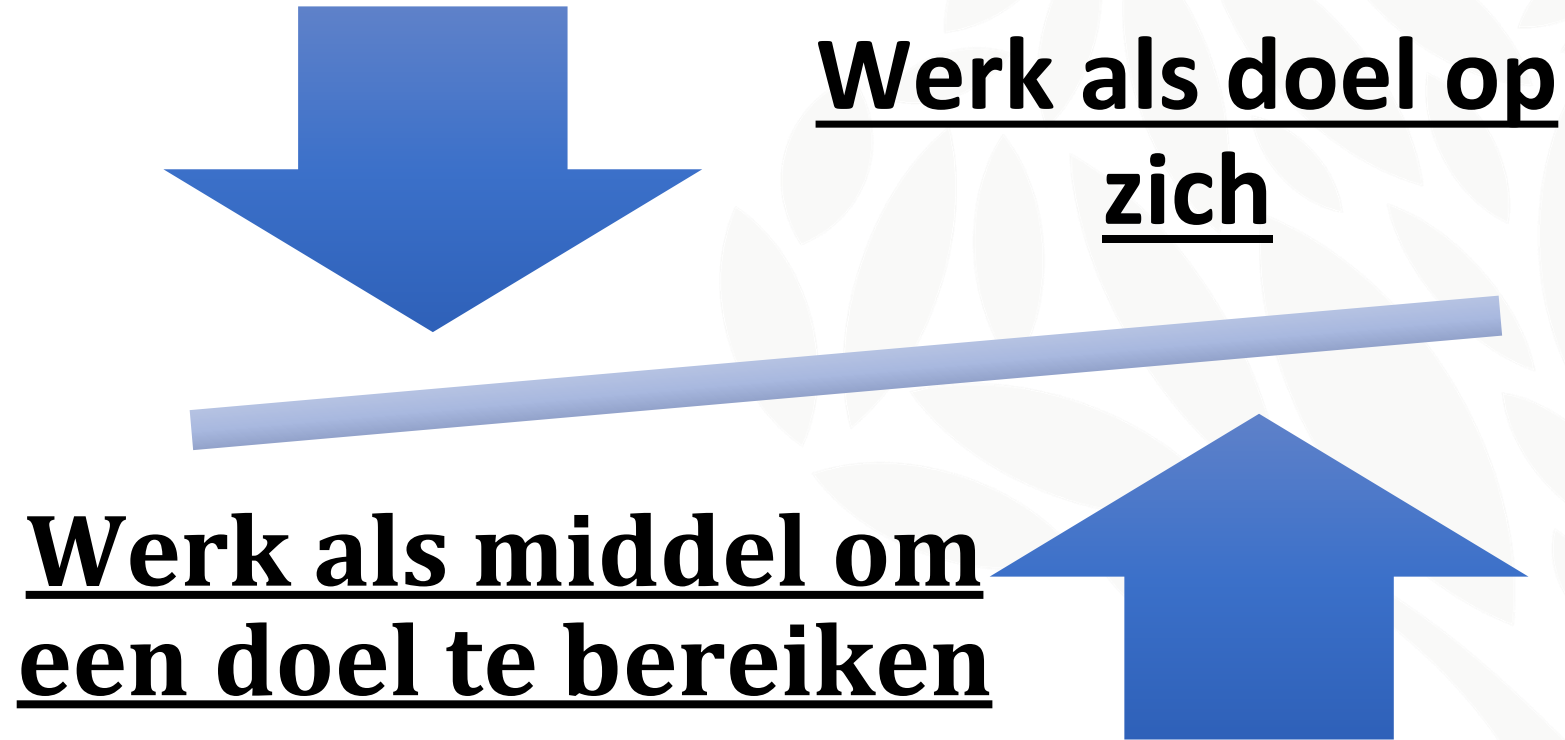 Werk als doel op
zich
Werk als middel om
een doel te bereiken